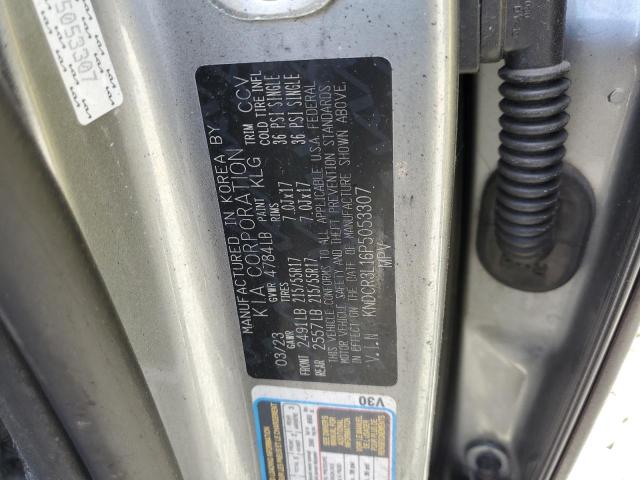 5053307
MANUFACTURED IN KOREA BY
KIA CORPORATION
03/23 GVWR 4784LB PAINT KLG TRIM CCV
GAWR TIRES RIMS COLD TIRE INFL
FRONT 2491LB 215/55R17 7.0Jx17 36 PSI SINGLE
REAR 2557LB 215/55R17 7.0Jx17 36 PSI SINGLE
THIS VEHICLE CONFORMS TO ALL APPLICABLE U.S.A. FEDERAL
MOTOR VEHICLE SAFETY AND THEFT PREVENTION STANDARDS
IN EFFECT ON THE DATE OF MANUFACTURE SHOWN ABOVE.
V.I.N KNDCR3L16P5053307
MPV
V30